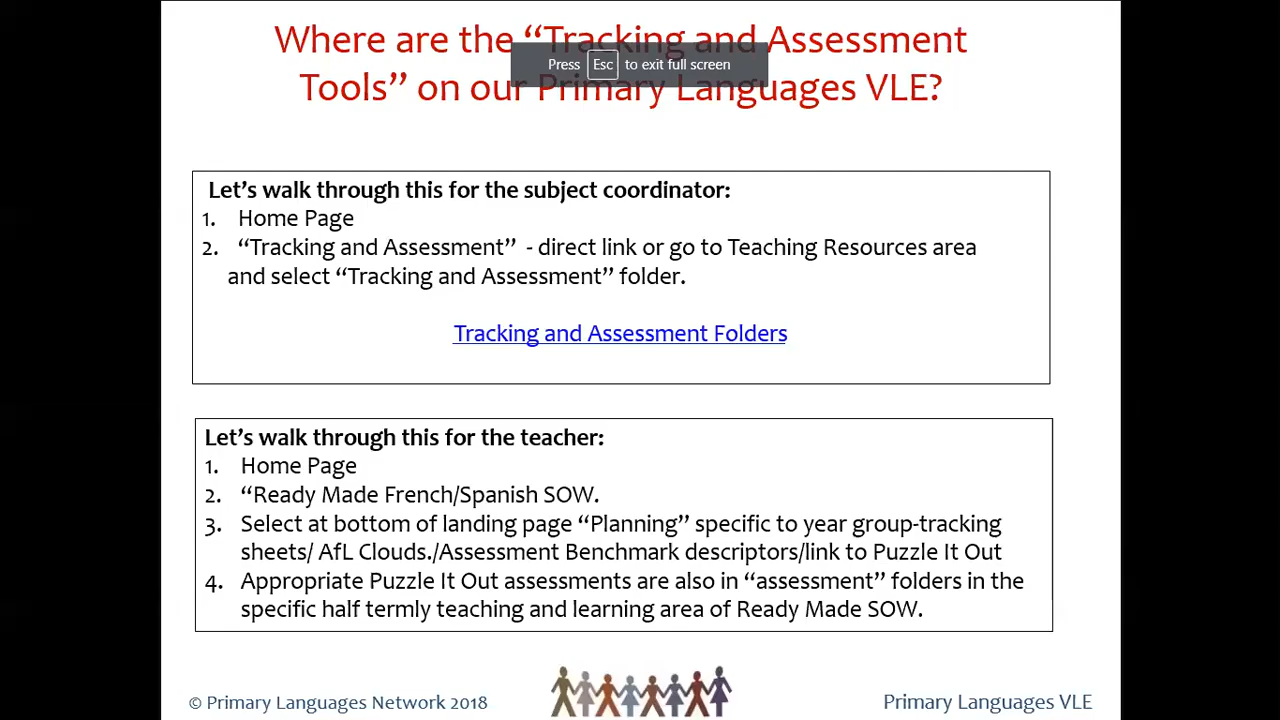 Where are the “Tracking and Assessment
Tools” on our Primary Languages VLE?
Press Esc to exit full screen
Let’s walk through this for the subject coordinator:
1. Home Page
2. “Tracking and Assessment” - direct link or go to Teaching Resources area
and select “Tracking and Assessment” folder.
Tracking and Assessment Folders
Let’s walk through this for the teacher:
1. Home Page
2. “Ready Made French/Spanish SOW.
3. Select at bottom of landing page “Planning” specific to year group-tracking
sheets/ AfL Clouds./Assessment Benchmark descriptors/link to Puzzle It Out
4. Appropriate Puzzle It Out assessments are also in “assessment” folders in the
specific half termly teaching and learning area of Ready Made SOW.
© Primary Languages Network 2018
Primary Languages VLE